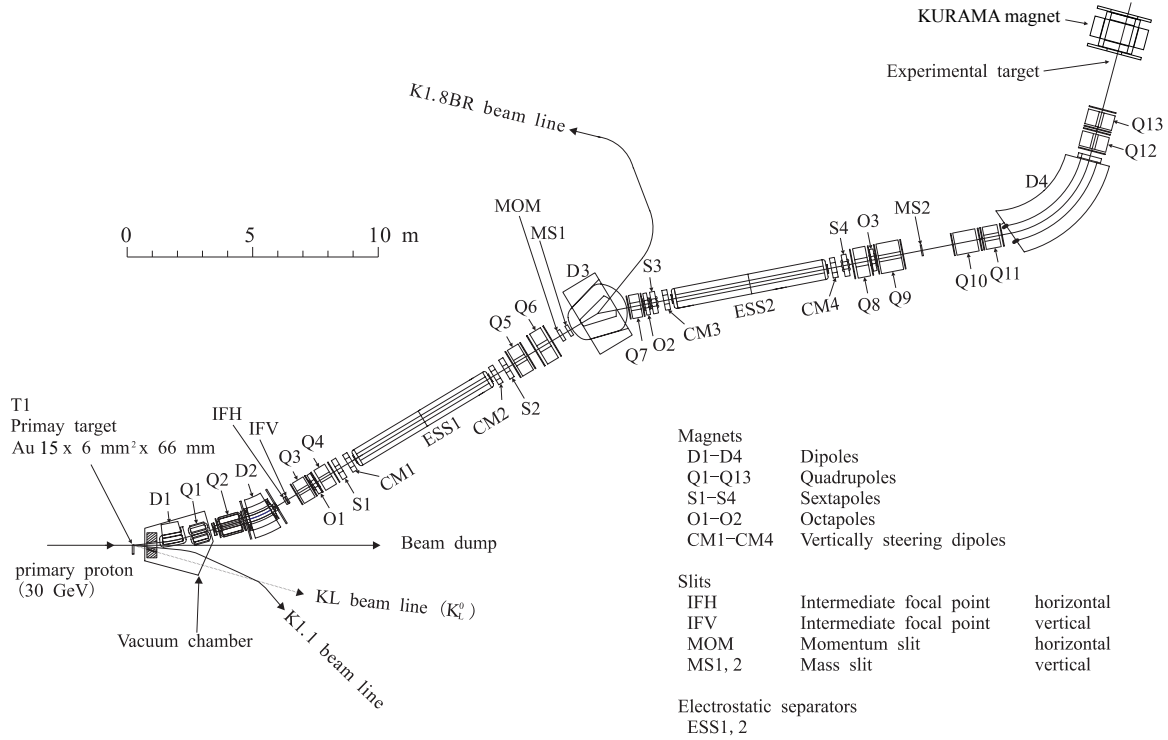 KURAMA magnet
Experimental target
K1.8BR beam line
Q13
Q12
D4
MOM
MS1
D3
S3
S4
O3
MS2
0 5 10 m
Q10
Q11
Q9
Q8
CM4
ESS2
CM3
O2
Q7
Q6
Q5
S2
CM2
ESS1
T1
Primay target
Au 15 x 6 mm² x 66 mm
IFH
IFV
Q4
Q3
CM1
S1
O1
D2
Q2
Q1
D1
Beam dump
primary proton
(30 GeV)
KL beam line (K⁰L)
K1.1 beam line
Vacuum chamber
Magnets
D1-D4 Dipoles
Q1-Q13 Quadrupoles
S1-S4 Sextapoles
O1-O2 Octapoles
CM1-CM4 Vertically steering dipoles
Slits
IFH Intermediate focal point horizontal
IFV Intermediate focal point vertical
MOM Momentum slit horizontal
MS1, 2 Mass slit vertical
Electrostatic separators
ESS1, 2